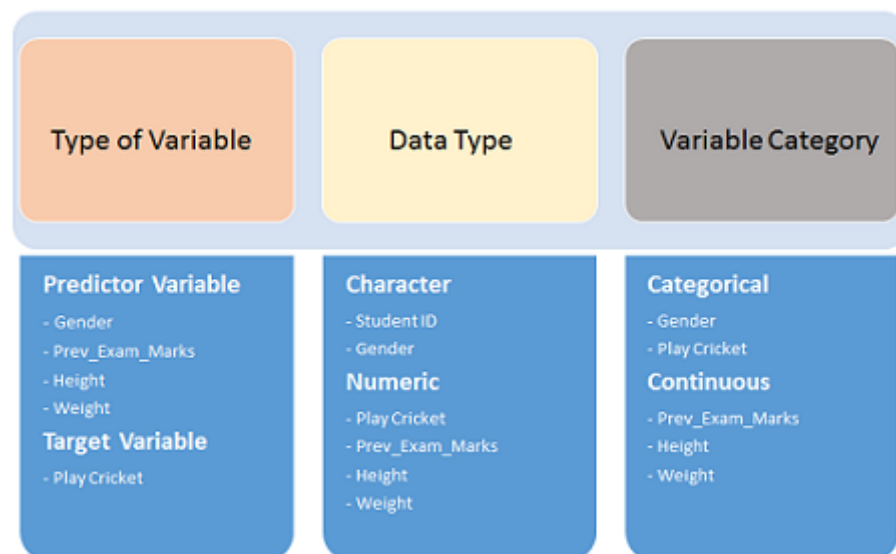 Type of Variable
Data Type
Variable Category
Predictor Variable
- Gender
- Prev_Exam_Marks
- Height
- Weight
Target Variable
- Play Cricket
Character
- Student ID
- Gender
Numeric
- Play Cricket
- Prev_Exam_Marks
- Height
- Weight
Categorical
- Gender
- Play Cricket
Continuous
- Prev_Exam_Marks
- Height
- Weight